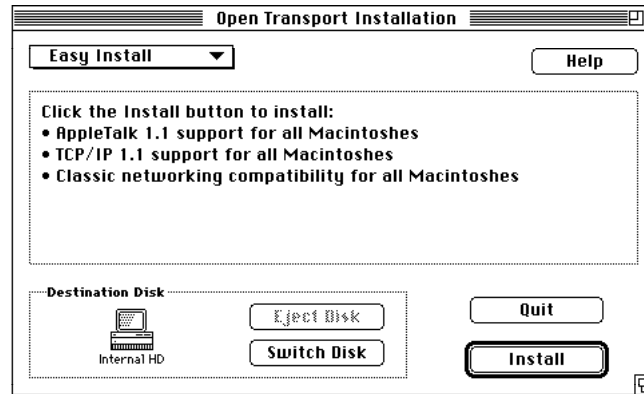 Open Transport Installation
Easy Install
Help
Click the Install button to install:
• AppleTalk 1.1 support for all Macintoshes
• TCP/IP 1.1 support for all Macintoshes
• Classic networking compatibility for all Macintoshes
Destination Disk
Internal HD
Eject Disk
Switch Disk
Quit
Install